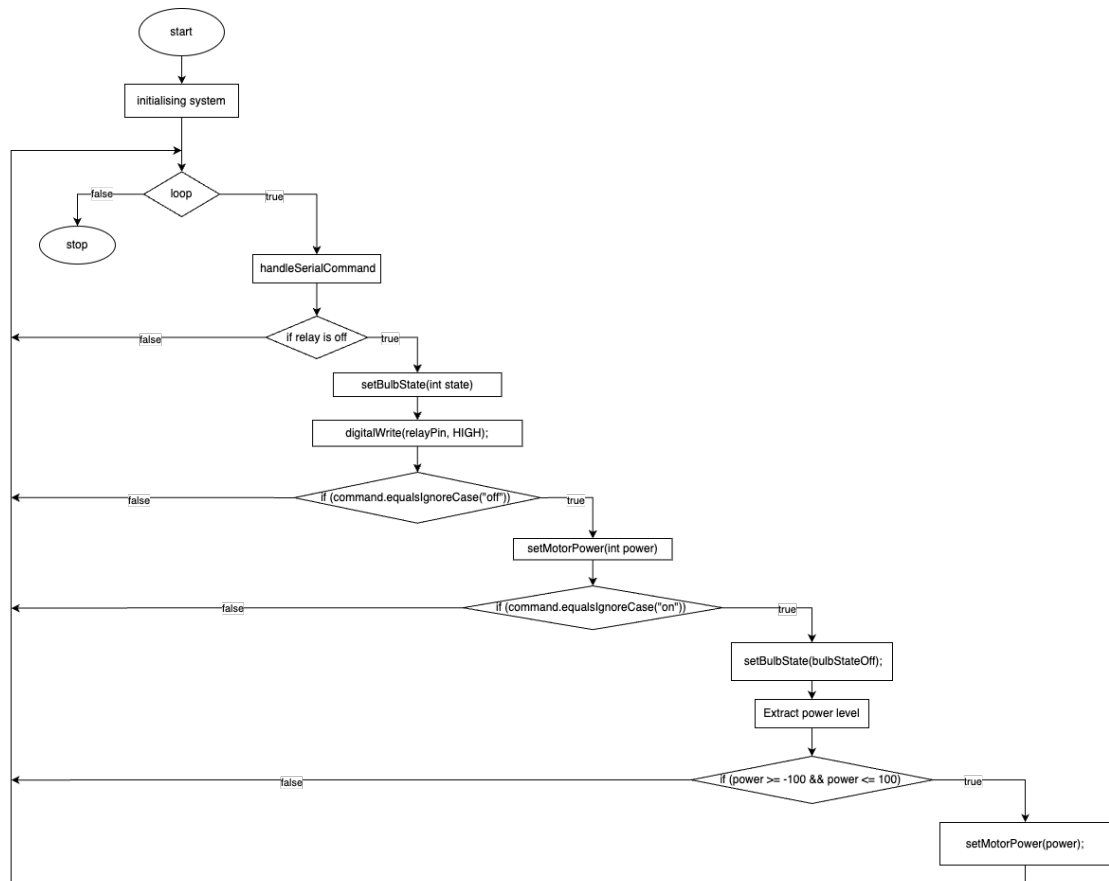 start
initialising system
loop
false
true
stop
handleSerialCommand
if relay is off
false
true
setBulbState(int state)
digitalWrite(relayPin, HIGH);
if (command.equalsIgnoreCase("off"))
false
true
setMotorPower(int power)
if (command.equalsIgnoreCase("on"))
false
true
setBulbState(bulbStateOff);
Extract power level
if (power >= -100 && power <= 100)
false
true
setMotorPower(power);